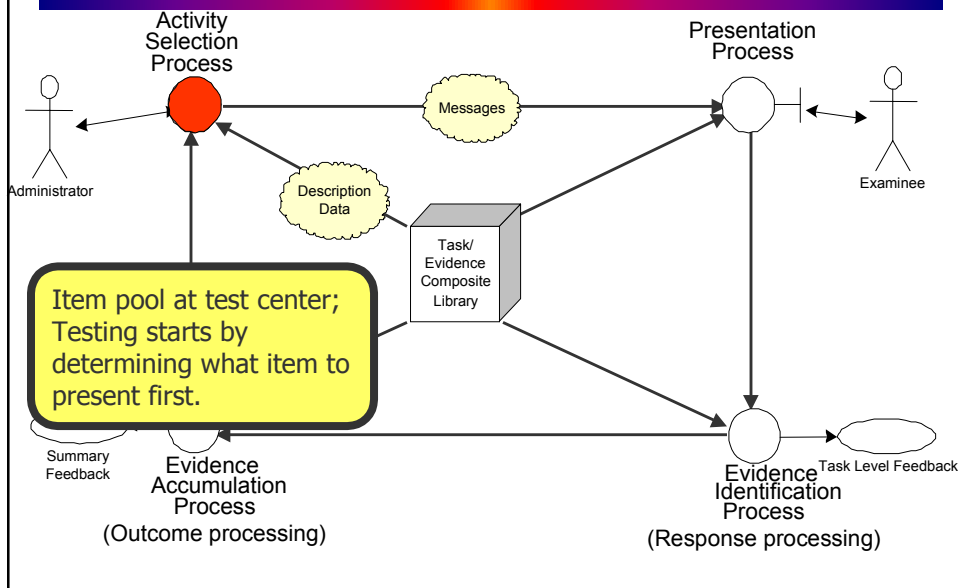 Activity
Selection
Process
Presentation
Process
Messages
Administrator
Examinee
Description
Data
Task/
Evidence
Composite
Library
Item pool at test center;
Testing starts by
determining what item to
present first.
Summary
Feedback
Evidence
Accumulation
Process
(Outcome processing)
Evidence
Identification
Process
(Response processing)
Task Level Feedback